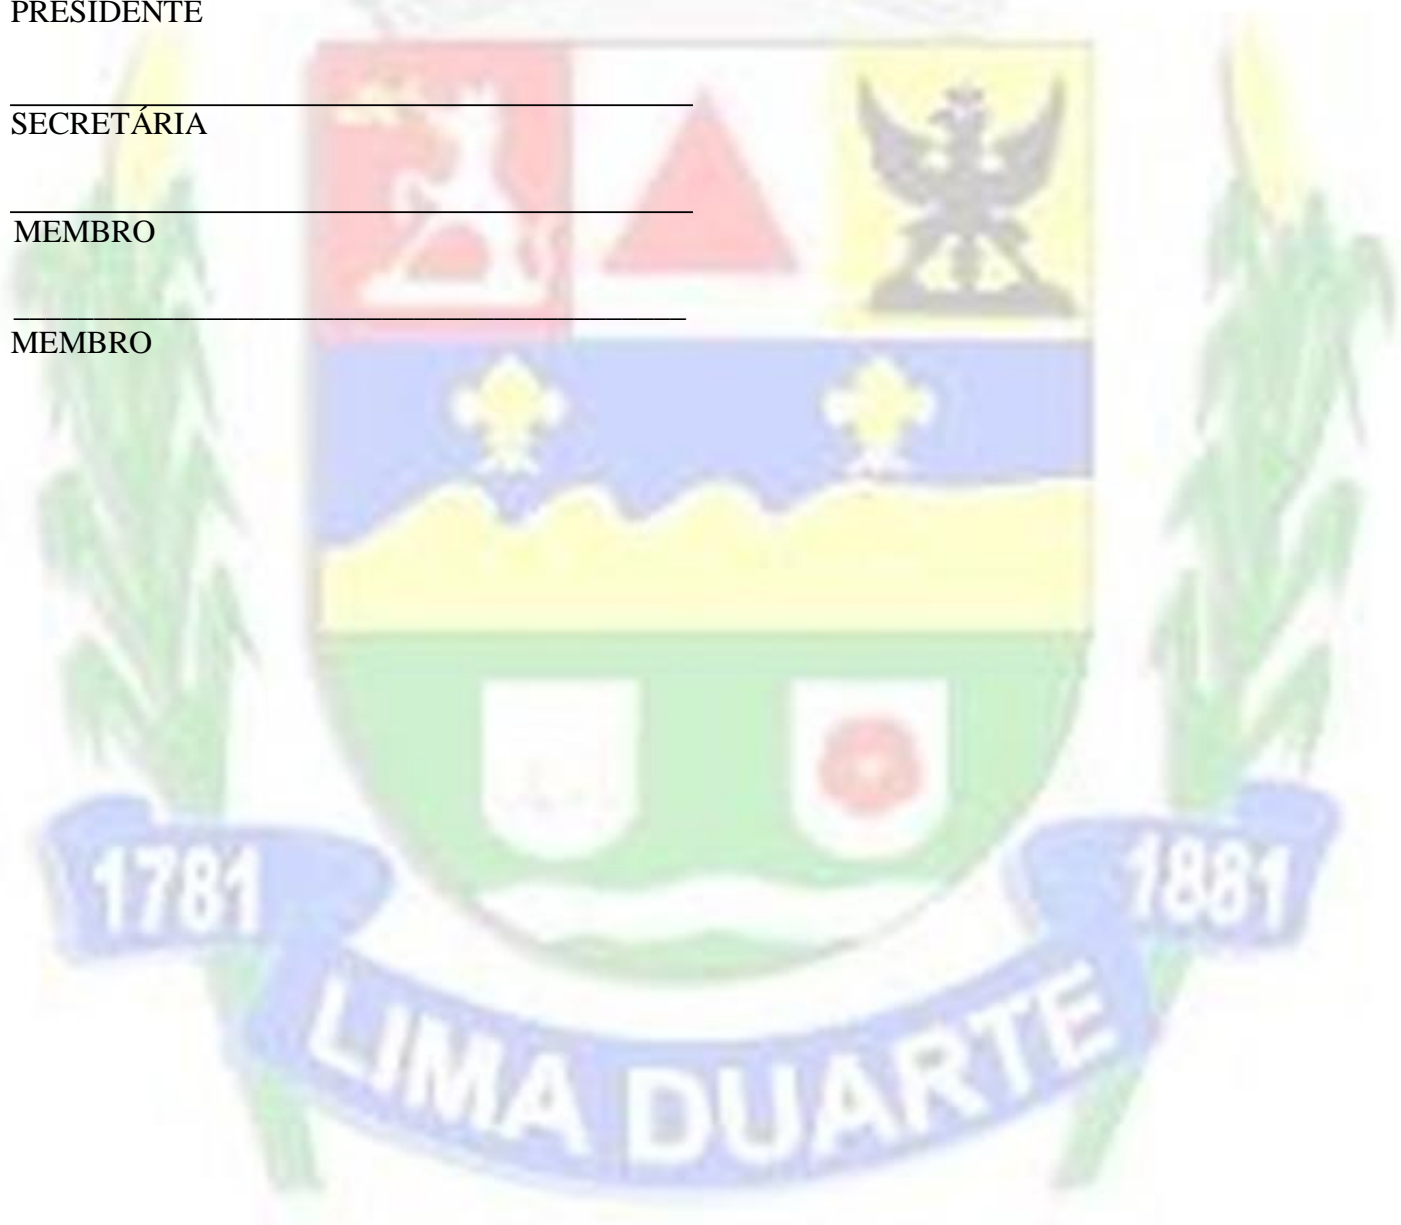 PRESIDENTE
SECRETÁRIA
MEMBRO
MEMBRO
1781
1881
LIMA DUARTE